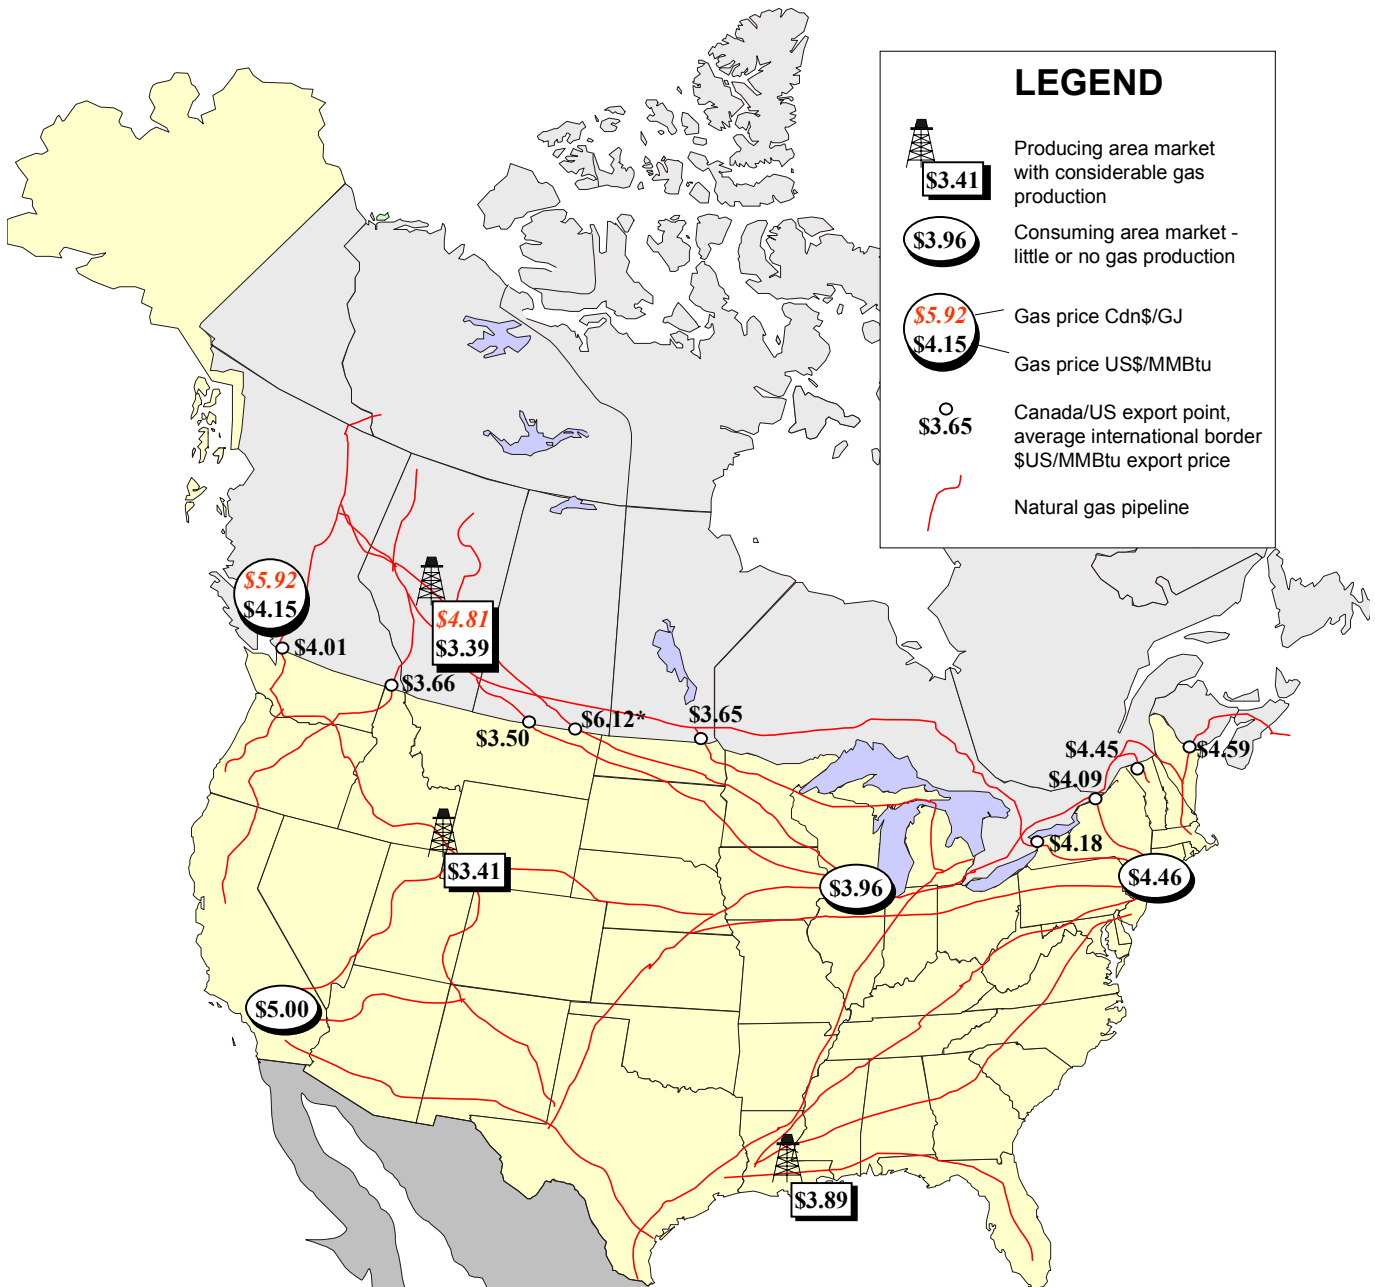 LEGEND
$3.41
Producing area market
with considerable gas
production
$3.96
Consuming area market -
little or no gas production
$5.92
$4.15
Gas price Cdn$/GJ
Gas price US$/MMBtu
$3.65
Canada/US export point,
average international border
$US/MMBtu export price
Natural gas pipeline
$5.92
$4.15
$4.01
$4.81
$3.39
$3.66
$3.50
$6.12*
$3.65
$4.45
$4.59
$4.09
$4.18
$3.41
$3.96
$4.46
$5.00
$3.89